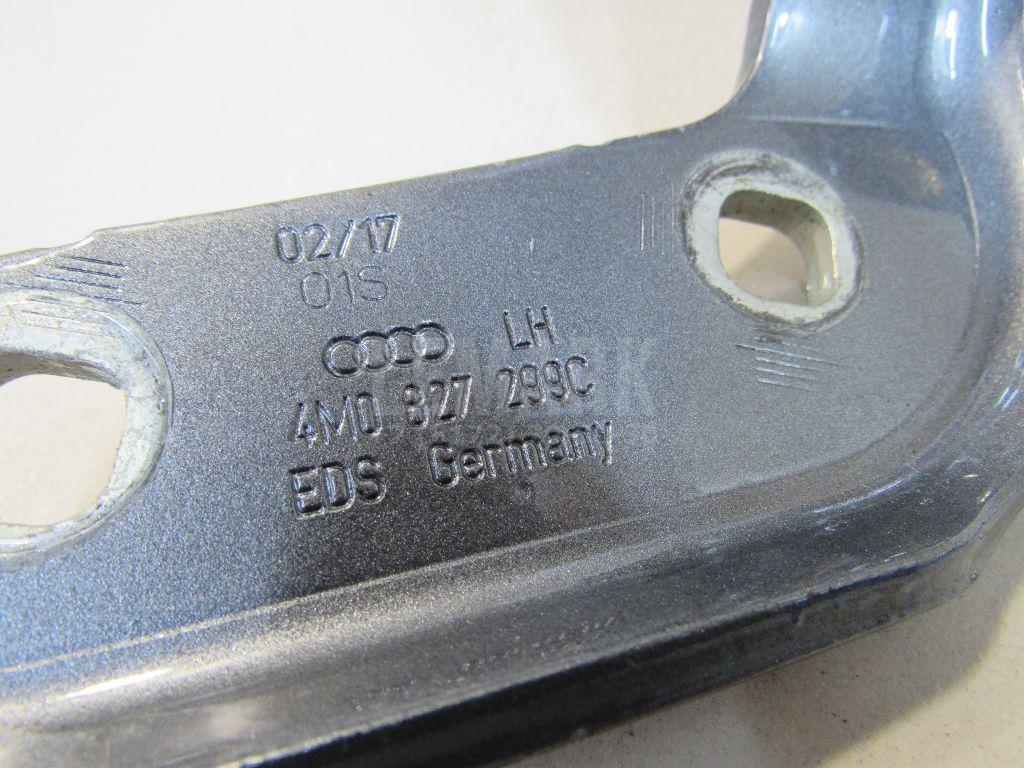 02/17
01S
LH
4M0 827 299C
EDS Germany